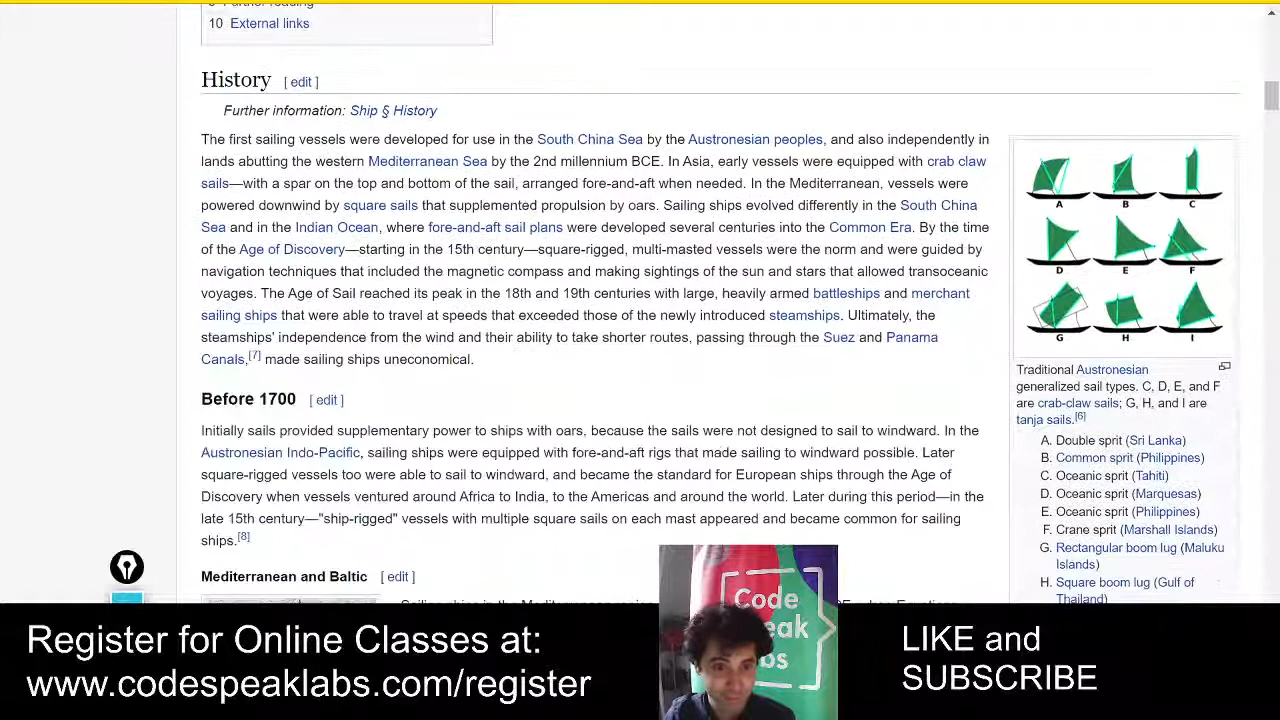 10 External links
History [ edit ]
Further information: Ship § History
The first sailing vessels were developed for use in the South China Sea by the Austronesian peoples, and also independently in
lands abutting the western Mediterranean Sea by the 2nd millennium BCE. In Asia, early vessels were equipped with crab claw
sails—with a spar on the top and bottom of the sail, arranged fore-and-aft when needed. In the Mediterranean, vessels were
powered downwind by square sails that supplemented propulsion by oars. Sailing ships evolved differently in the South China
Sea and in the Indian Ocean, where fore-and-aft sail plans were developed several centuries into the Common Era. By the time
of the Age of Discovery—starting in the 15th century—square-rigged, multi-masted vessels were the norm and were guided by
navigation techniques that included the magnetic compass and making sightings of the sun and stars that allowed transoceanic
voyages. The Age of Sail reached its peak in the 18th and 19th centuries with large, heavily armed battleships and merchant
sailing ships that were able to travel at speeds that exceeded those of the newly introduced steamships. Ultimately, the
steamships' independence from the wind and their ability to take shorter routes, passing through the Suez and Panama
Canals,[7] made sailing ships uneconomical.
Before 1700 [ edit ]
Initially sails provided supplementary power to ships with oars, because the sails were not designed to sail to windward. In the
Austronesian Indo-Pacific, sailing ships were equipped with fore-and-aft rigs that made sailing to windward possible. Later
square-rigged vessels too were able to sail to windward, and became the standard for European ships through the Age of
Discovery when vessels ventured around Africa to India, to the Americas and around the world. Later during this period—in the
late 15th century—"ship-rigged" vessels with multiple square sails on each mast appeared and became common for sailing
ships.[8]
Mediterranean and Baltic [ edit ]
A B C
D E F
G H I
Traditional Austronesian
generalized sail types. C, D, E, and F
are crab-claw sails; G, H, and I are
tanja sails.[6]
A. Double sprit (Sri Lanka)
B. Common sprit (Philippines)
C. Oceanic sprit (Tahiti)
D. Oceanic sprit (Marquesas)
E. Oceanic sprit (Philippines)
F. Crane sprit (Marshall Islands)
G. Rectangular boom lug (Maluku
Islands)
H. Square boom lug (Gulf of
Thailand)
Code
eak
bs
Register for Online Classes at:
www.codespeaklabs.com/register
LIKE and
SUBSCRIBE